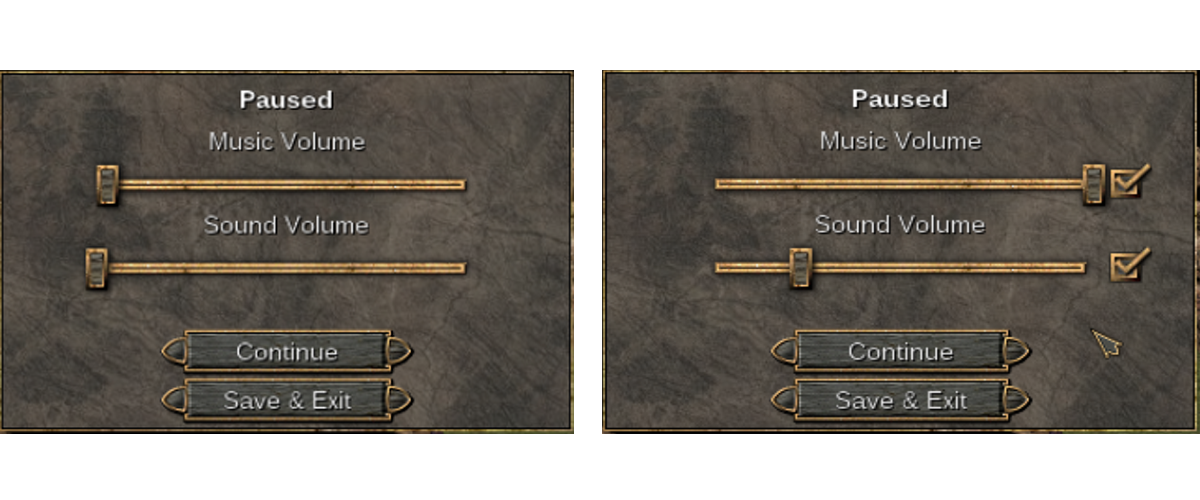 Paused
Music Volume
Sound Volume
Continue
Save & Exit
Paused
Music Volume
Sound Volume
Continue
Save & Exit